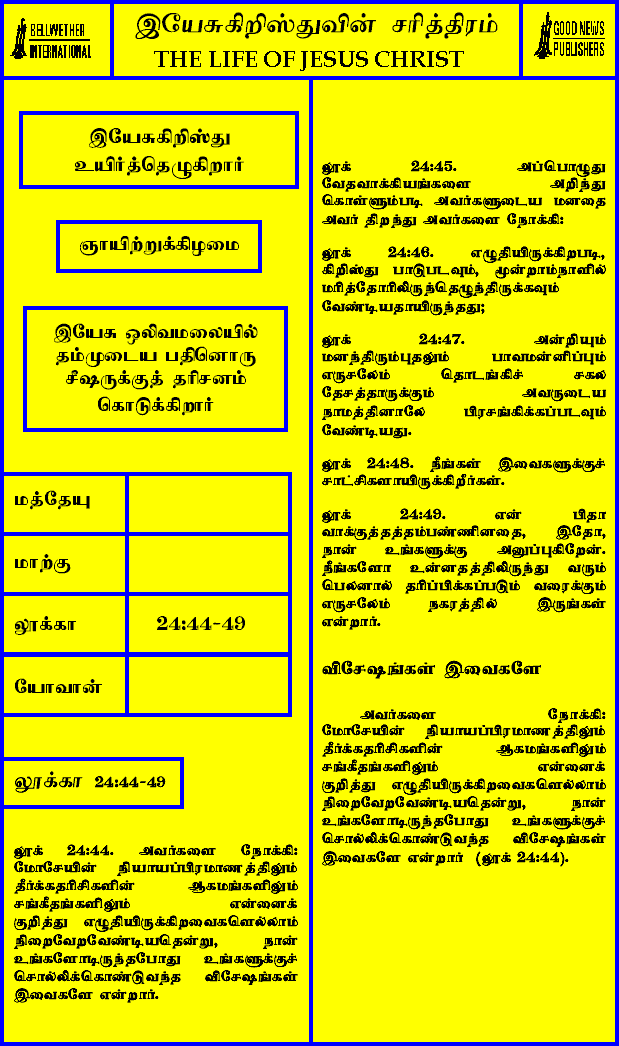 BELLWETHER
INTERNATIONAL
இயேசுகிறிஸ்துவின் சரித்திரம்
THE LIFE OF JESUS CHRIST
GOOD NEWS
PUBLISHERS
இயேசுகிறிஸ்து
உயிர்த்தெழுகிறார்
ஞாயிற்றுக்கிழமை
இயேசு ஒலிவமலையில்
தம்முடைய பதினொரு
சீஷருக்குத் தரிசனம்
கொடுக்கிறார்
மத்தேயு
மாற்கு
லூக்கா 24:44-49
யோவான்
லூக்கா 24:44-49
லூக் 24:44. அவர்களை நோக்கி:
மோசேயின் நியாயப்பிரமாணத்திலும்
தீர்க்கதரிசிகளின் ஆகமங்களிலும்
சங்கீதங்களிலும் என்னைக்
குறித்து எழுதியிருக்கிறவைகளெல்லாம்
நிறைவேறவேண்டியதென்று, நான்
உங்களோடிருந்தபோது உங்களுக்குச்
சொல்லிக்கொண்டுவந்த விசேஷங்கள்
இவைகளே என்றார்.
லூக் 24:45. அப்பொழுது
வேதவாக்கியங்களை அறிந்து
கொள்ளும்படி அவர்களுடைய மனதை
அவர் திறந்து அவர்களை நோக்கி:
லூக் 24:46. எழுதியிருக்கிறபடி,
கிறிஸ்து பாடுபடவும், மூன்றாம்நாளில்
மரித்தோரிலிருந்தெழுந்திருக்கவும்
வேண்டியதாயிருந்தது;
லூக் 24:47. அன்றியும்
மனந்திரும்புதலும் பாவமன்னிப்பும்
எருசலேம் தொடங்கிச் சகல
தேசத்தாருக்கும் அவருடைய
நாமத்தினாலே பிரசங்கிக்கப்படவும்
வேண்டியது.
லூக் 24:48. நீங்கள் இவைகளுக்குச்
சாட்சிகளாயிருக்கிறீர்கள்.
லூக் 24:49. என் பிதா
வாக்குத்தத்தம்பண்ணினதை, இதோ,
நான் உங்களுக்கு அனுப்புகிறேன்.
நீங்களோ உன்னதத்திலிருந்து வரும்
பெலனால் தரிப்பிக்கப்படும் வரைக்கும்
எருசலேம் நகரத்தில் இருங்கள்
என்றார்.
விசேஷங்கள் இவைகளே
அவர்களை நோக்கி:
மோசேயின் நியாயப்பிரமாணத்திலும்
தீர்க்கதரிசிகளின் ஆகமங்களிலும்
சங்கீதங்களிலும் என்னைக்
குறித்து எழுதியிருக்கிறவைகளெல்லாம்
நிறைவேறவேண்டியதென்று, நான்
உங்களோடிருந்தபோது உங்களுக்குச்
சொல்லிக்கொண்டுவந்த விசேஷங்கள்
இவைகளே என்றார் (லூக் 24:44).